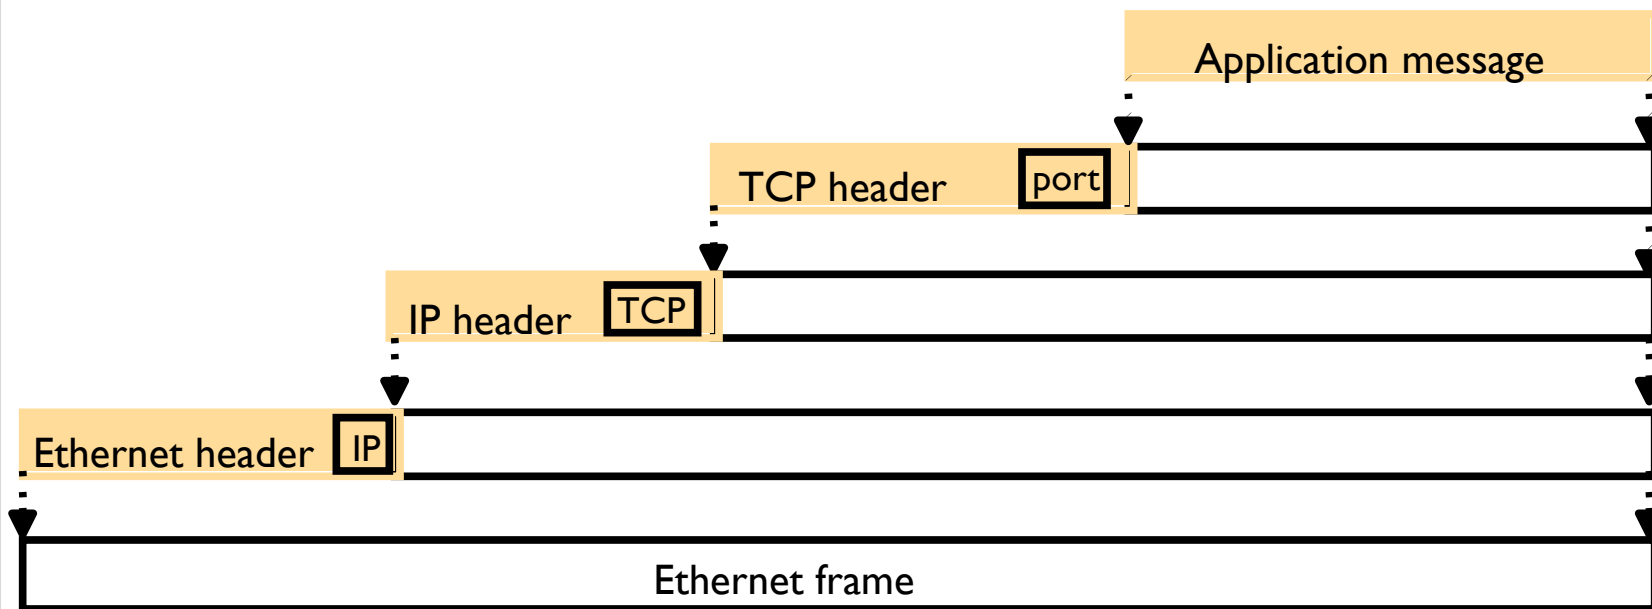 Application message
TCP header port
IP header TCP
Ethernet header IP
Ethernet frame